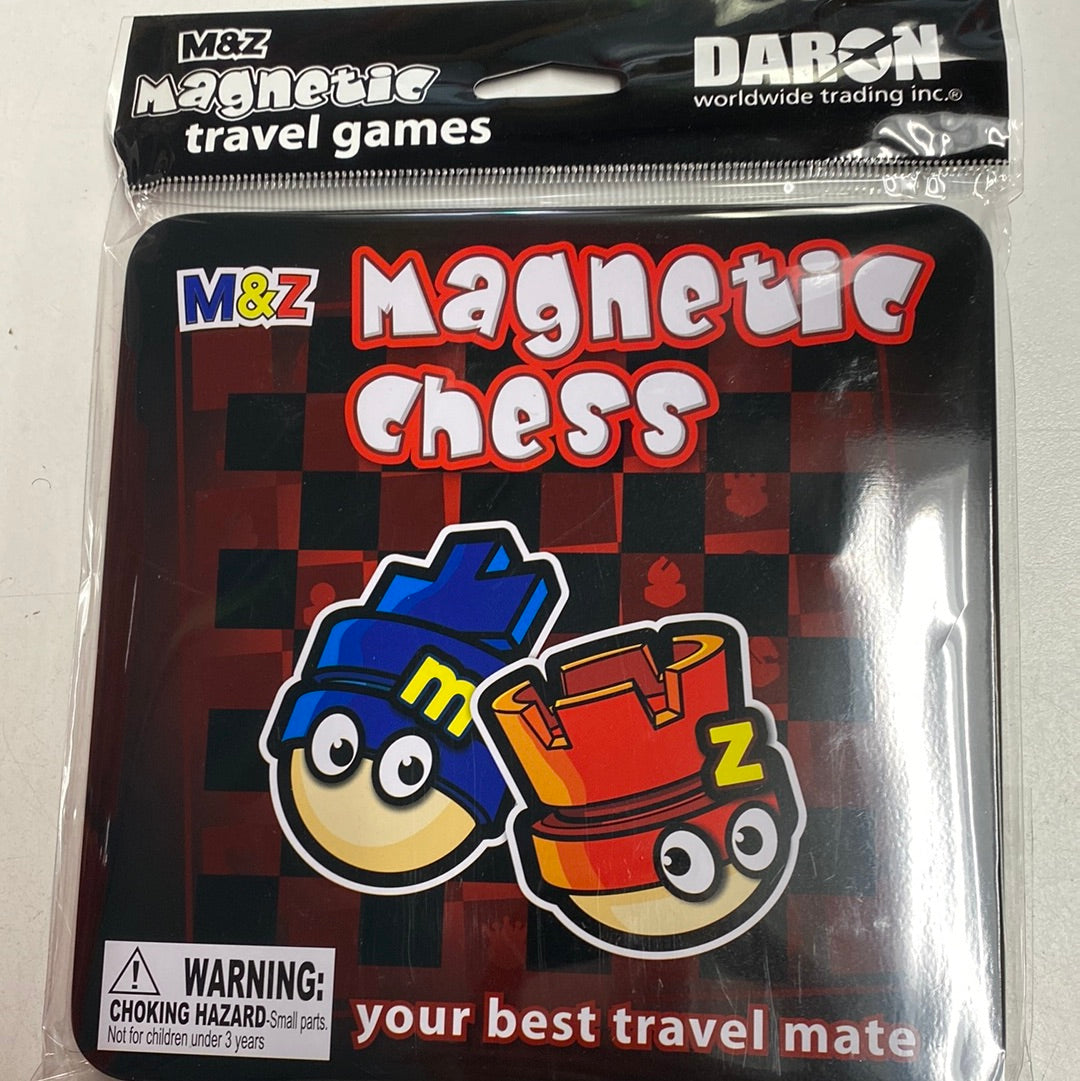 M&Z
Magnetic
travel games
DARON
worldwide trading inc.®
M&Z
Magnetic
Chess
m
z
WARNING:
CHOKING HAZARD-Small parts.
Not for children under 3 years
your best travel mate